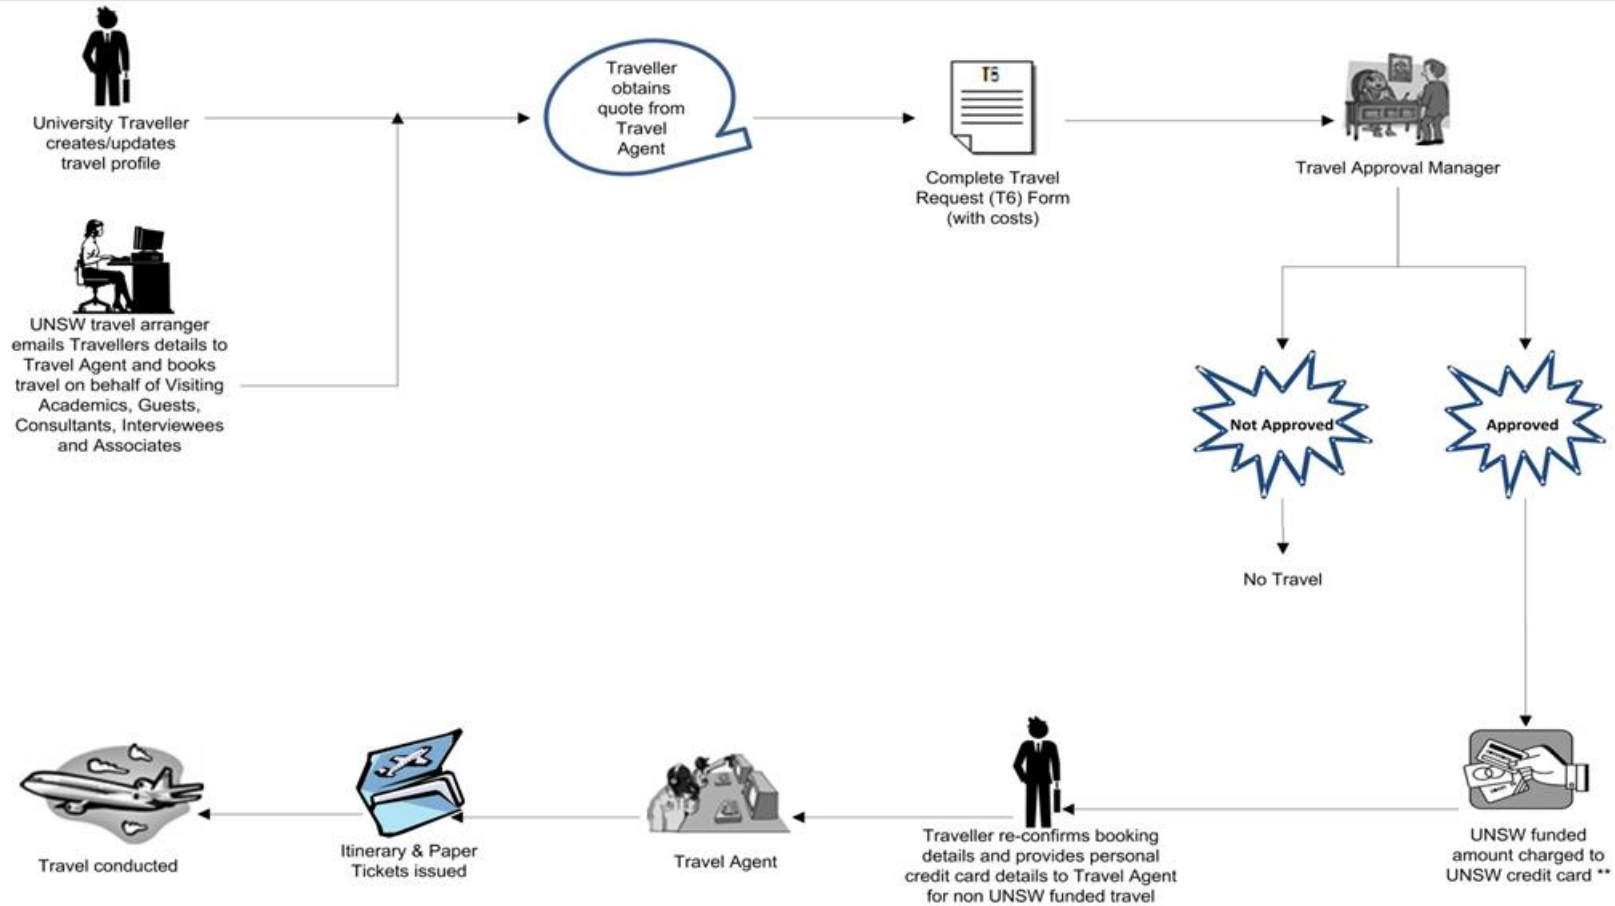 University Traveller
creates/updates
travel profile
Traveller
obtains
quote from
Travel
Agent
T6
Complete Travel
Request (T6) Form
(with costs)
Travel Approval Manager
UNSW travel arranger
emails Travellers details to
Travel Agent and books
travel on behalf of Visiting
Academics, Guests,
Consultants, Interviewees
and Associates
Not Approved
Approved
No Travel
UNSW funded
amount charged to
UNSW credit card **
Traveller re-confirms booking
details and provides personal
credit card details to Travel Agent
for non UNSW funded travel
Travel Agent
Itinerary & Paper
Tickets issued
Travel conducted